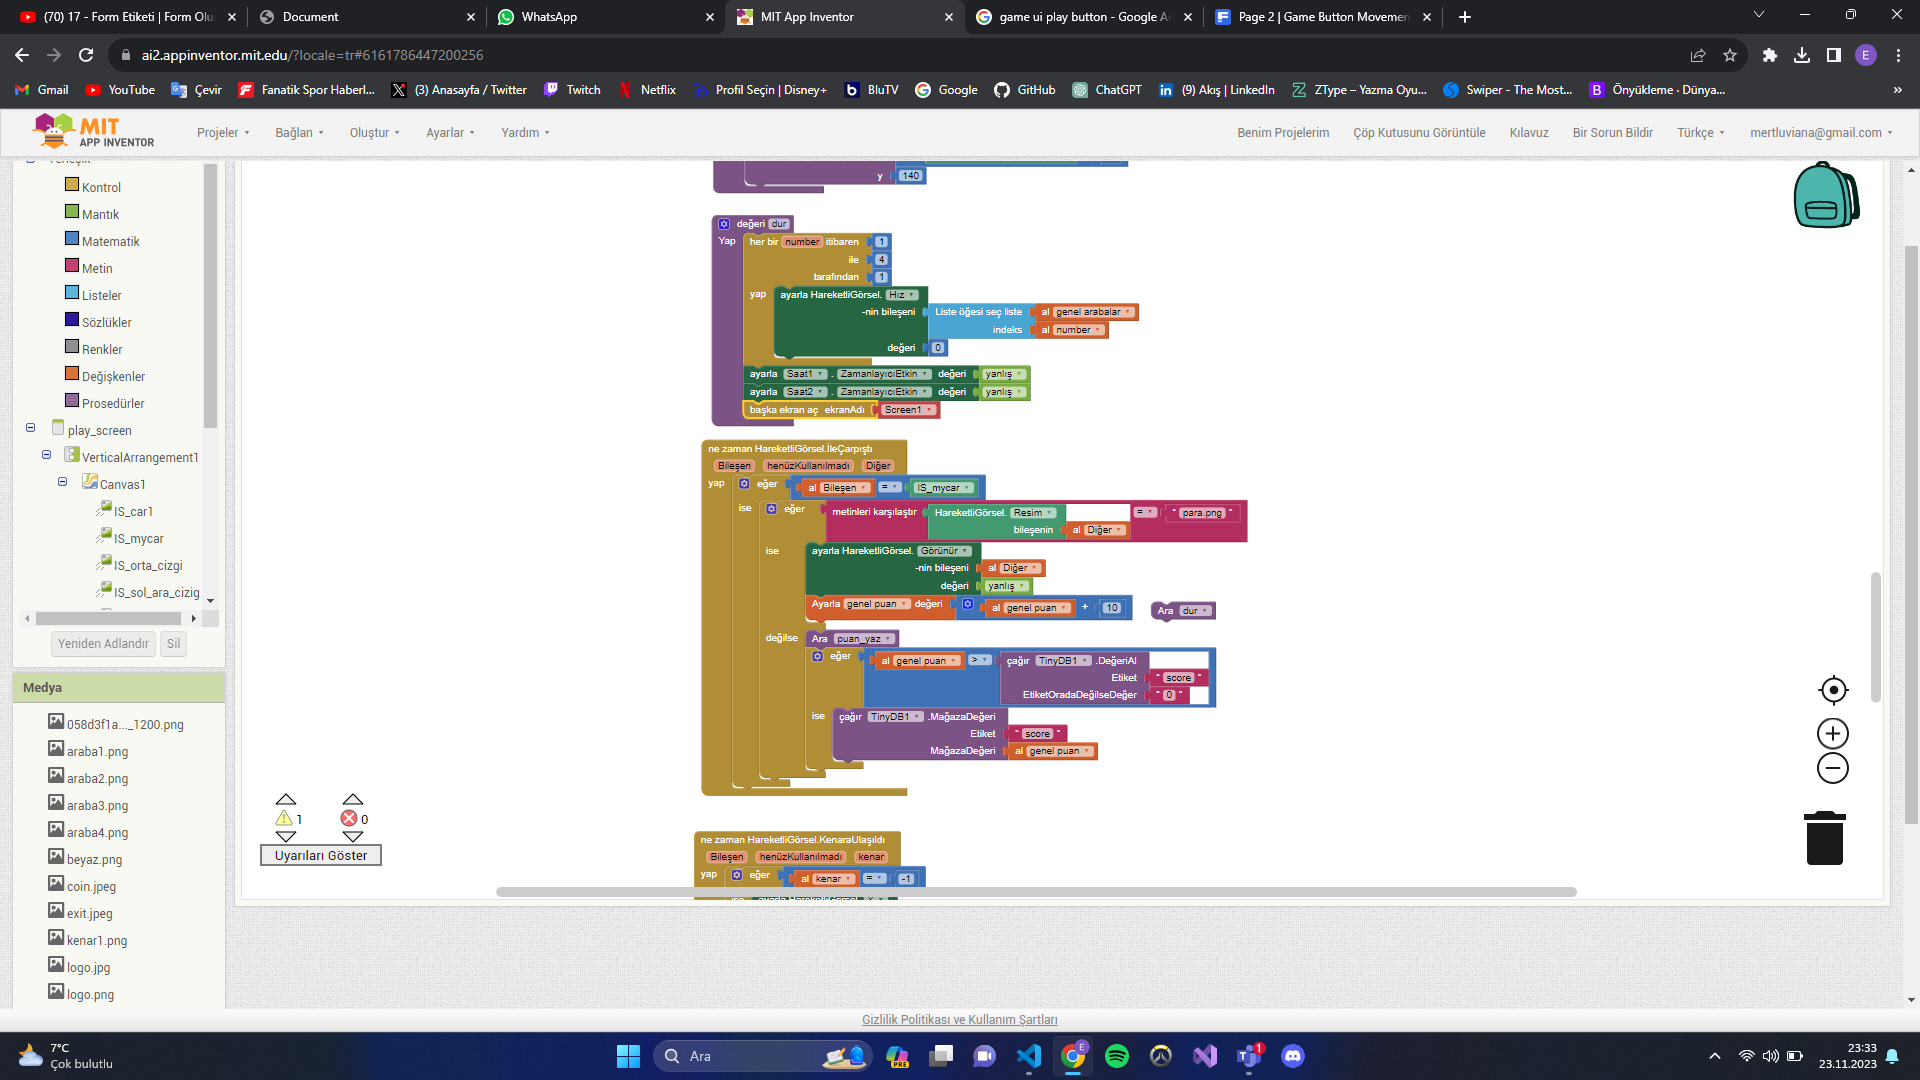 (70) 17 - Form Etiketi | Form Olu
Document
WhatsApp
MIT App Inventor
game ui play button - Google A
Page 2 | Game Button Movemen
ai2.appinventor.mit.edu/?locale=tr#6161786447200256
E
Gmail
YouTube
Çevir
Fanatik Spor Haberl...
(3) Anasayfa / Twitter
Twitch
Netflix
Profil Seçin | Disney+
BluTV
Google
GitHub
ChatGPT
(9) Akış | LinkedIn
ZType – Yazma Oyu...
Swiper - The Most...
Önyükleme · Dünya...
MIT
APP INVENTOR
Projeler
Bağlan
Oluştur
Ayarlar
Yardım
Benim Projelerim
Çöp Kutusunu Görüntüle
Kılavuz
Bir Sorun Bildir
Türkçe
mertluviana@gmail.com
Kontrol
Mantık
Matematik
Metin
Listeler
Sözlükler
Renkler
Değişkenler
Prosedürler
play_screen
VerticalArrangement1
Canvas1
IS_car1
IS_mycar
IS_orta_cizgi
IS_sol_ara_cizig
Yeniden Adlandır
Sil
Medya
058d3f1a..._1200.png
araba1.png
araba2.png
araba3.png
araba4.png
beyaz.png
coin.jpeg
exit.jpeg
kenar1.png
logo.jpg
logo.png
y 140
değeri dur
Yap her bir number itibaren 1
ile 4
tarafından 1
yap ayarla HareketliGörsel. Hız
-nin bileşeni Liste öğesi seç liste al genel arabalar
indeks al number
değeri 0
ayarla Saat1 . ZamanlayıcıEtkin değeri yanlış
ayarla Saat2 . ZamanlayıcıEtkin değeri yanlış
başka ekran aç ekranAdı Screen1
ne zaman HareketliGörsel.İleÇarpıştı
Bileşen henüzKullanılmadı Diğer
yap eğer al Bileşen = IS_mycar
ise eğer metinleri karşılaştır HareketliGörsel. Resim = " para.png "
bileşenin al Diğer
ise ayarla HareketliGörsel. Görünür
-nin bileşeni al Diğer
değeri yanlış
Ayarla genel puan değeri al genel puan + 10
Ara dur
değilse Ara puan_yaz
eğer al genel puan > çağır TinyDB1 .DeğeriAl
Etiket " score "
EtiketOradaDeğilseDeğer " 0 "
ise çağır TinyDB1 .MağazaDeğeri
Etiket " score "
MağazaDeğeri al genel puan
ne zaman HareketliGörsel.KenaraUlaşıldı
Bileşen henüzKullanılmadı kenar
yap eğer al kenar = -1
1
0
Uyarıları Göster
Gizlilik Politikası ve Kullanım Şartları
7°C
Çok bulutlu
Ara
PRE
E
1
23:33
23.11.2023